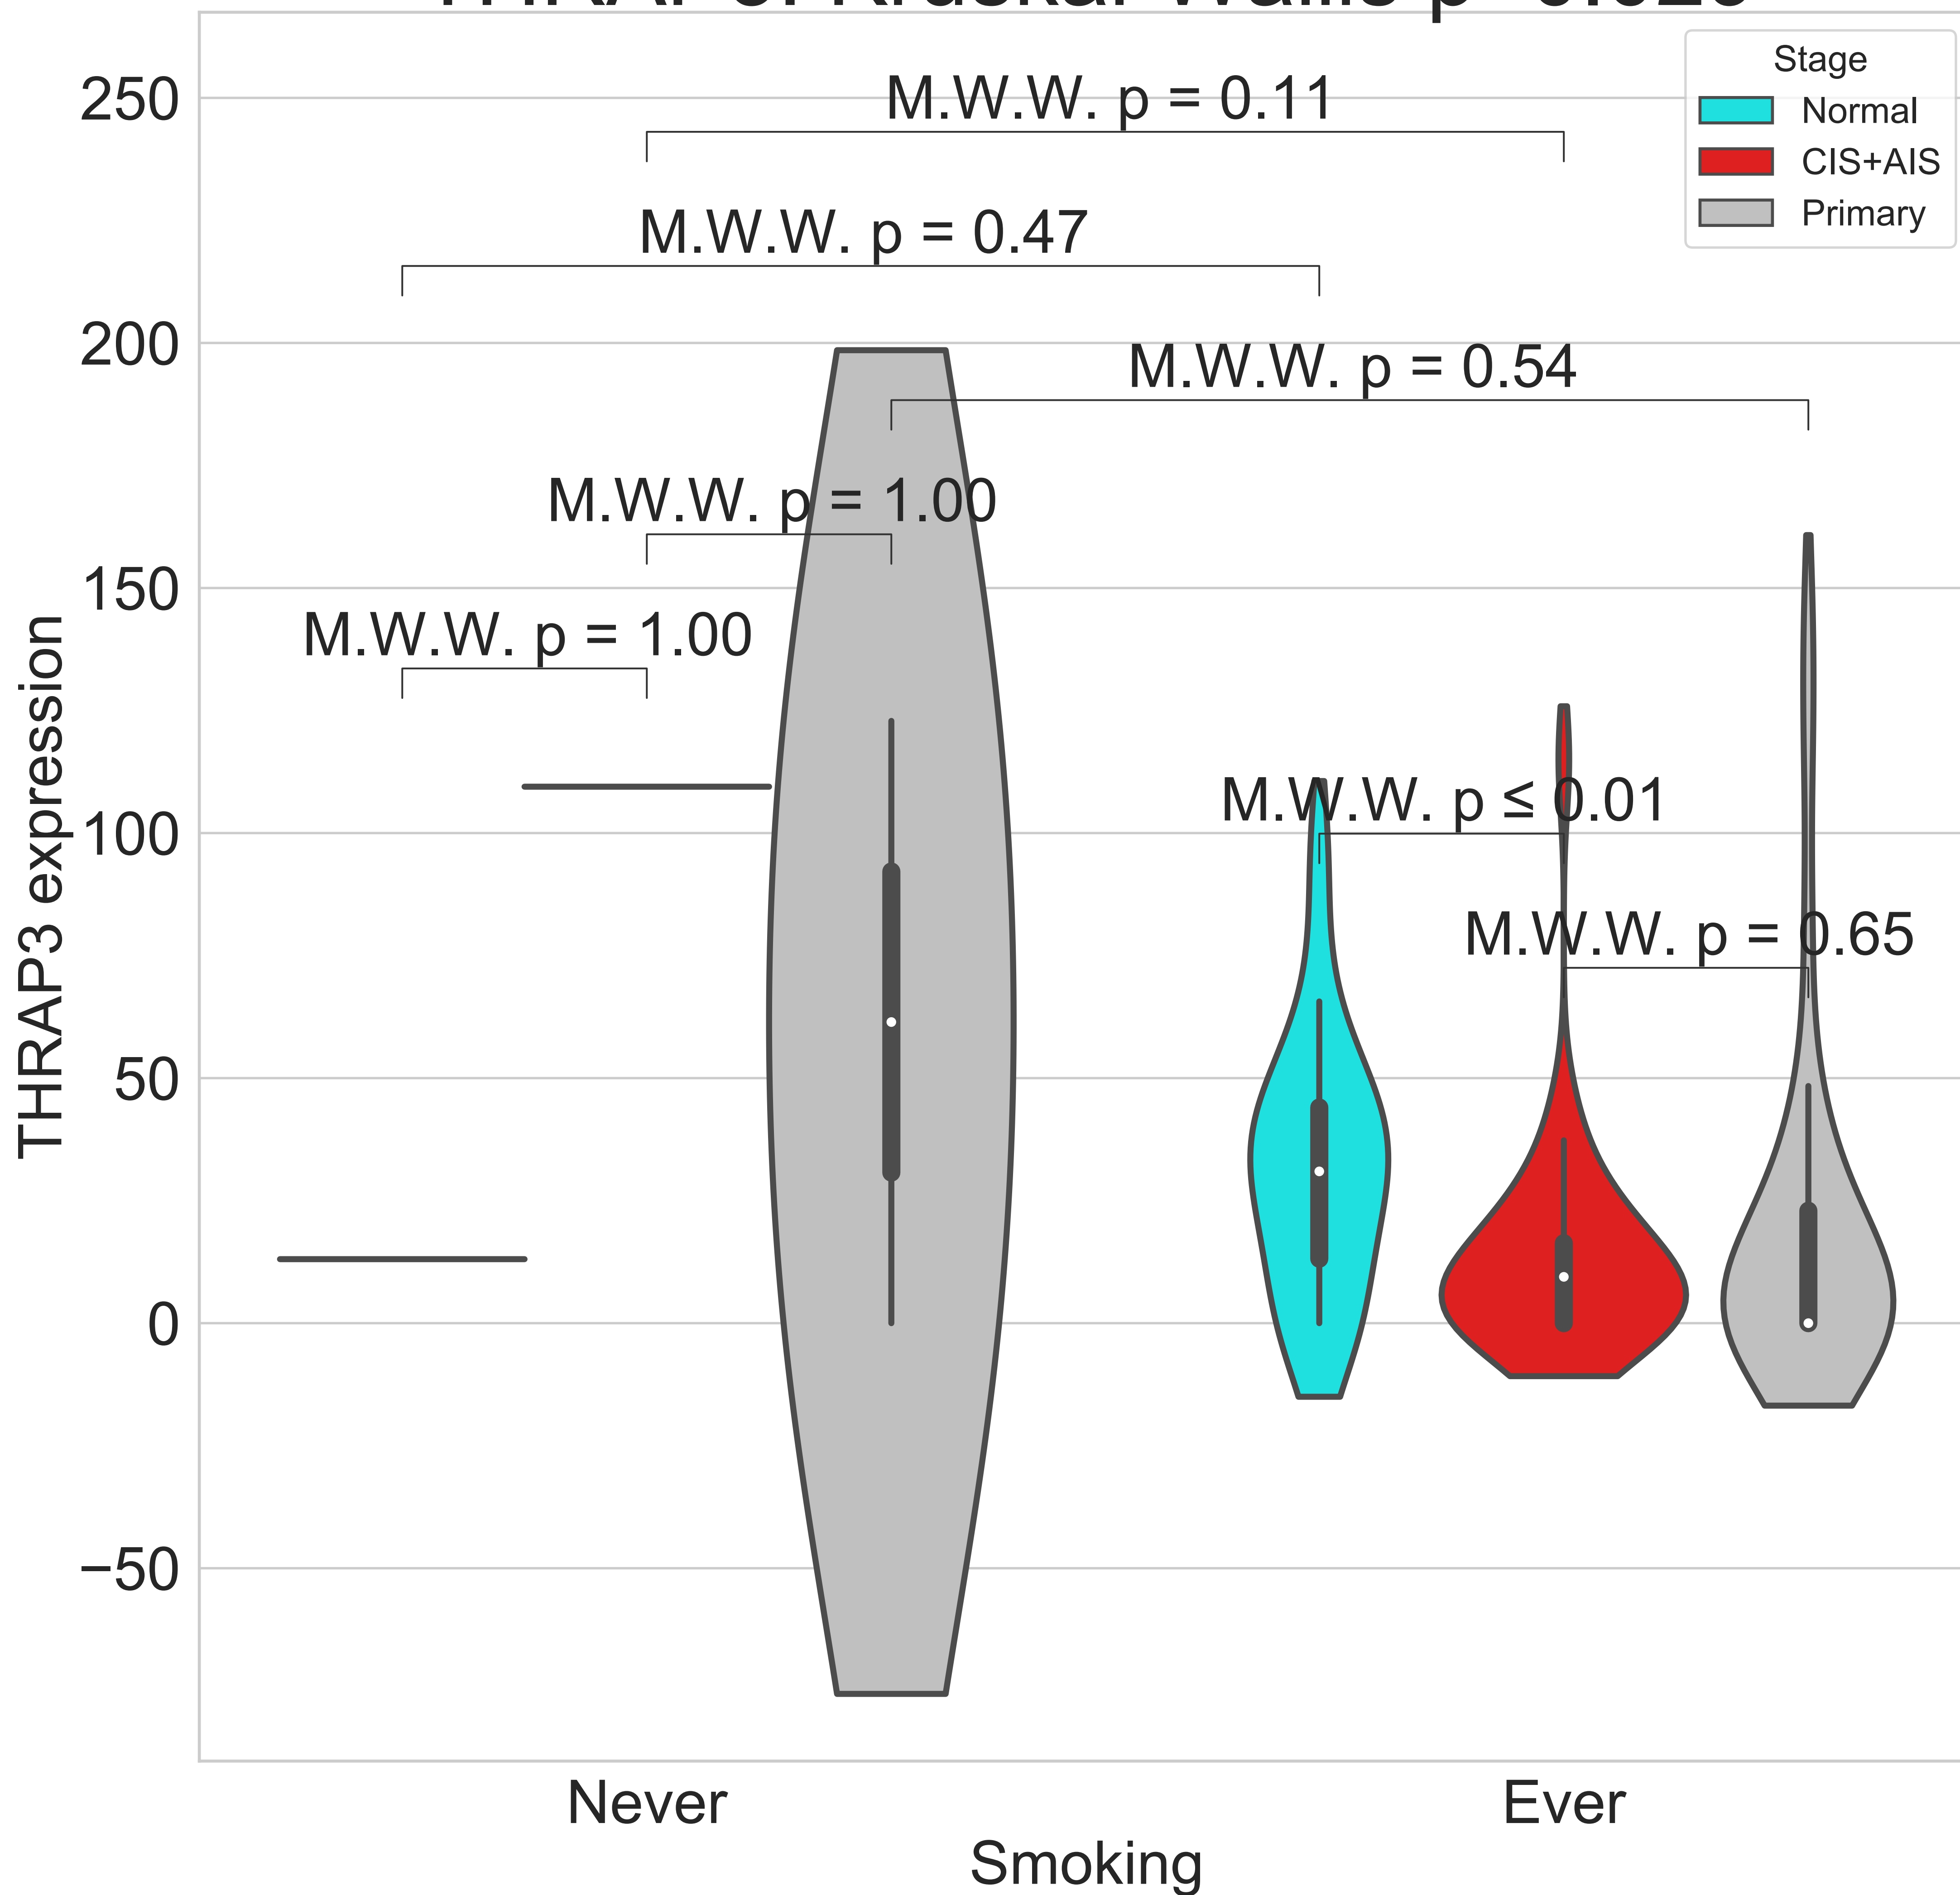 Stage
Normal
CIS+AIS
Primary
250
200
150
100
50
0
−50
THRAP3 expression
M.W.W. p = 0.11
M.W.W. p = 0.47
M.W.W. p = 0.54
M.W.W. p = 1.00
M.W.W. p = 1.00
M.W.W. p ≤ 0.01
M.W.W. p = 0.65
Never
Ever
Smoking